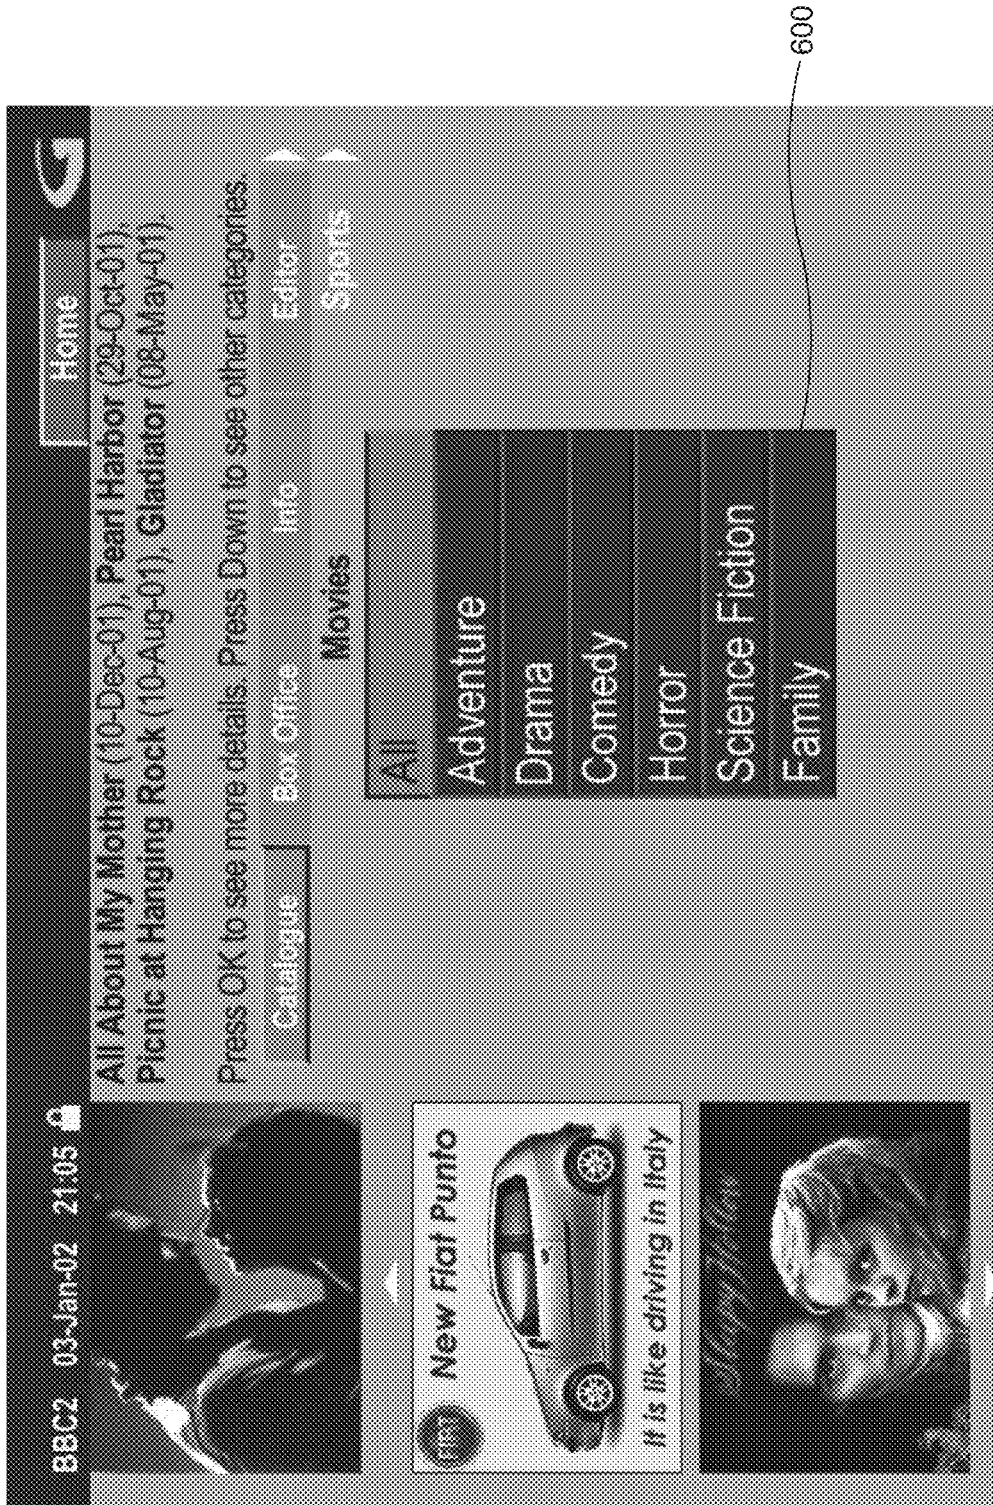 BBC2 03-Jan-02 21:05
Home
G
All About My Mother (10-Dec-01), Pearl Harbor (29-Oct-01),
Picnic at Hanging Rock (10-Aug-01), Gladiator (08-May-01).
Press OK to see more details. Press Down to see other categories.
Catalogue Box Office Info Editor
Movies Sports
All
Adventure
Drama
Comedy
Horror
Science Fiction
Family
New Fiat Punto
FIAT
It is like driving in Italy
600